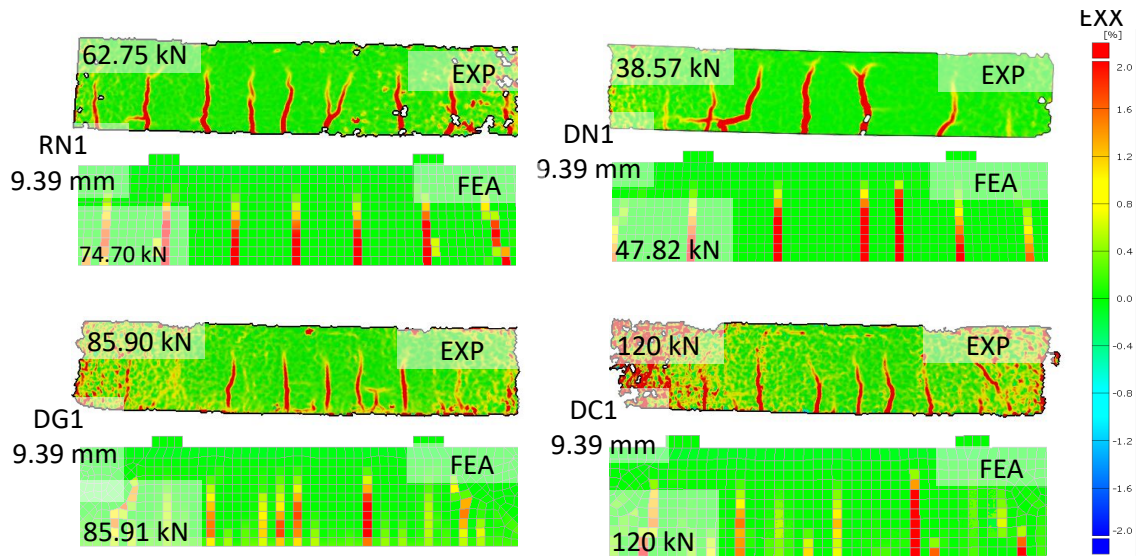 62.75 kN
EXP
RN1
9.39 mm
FEA
74.70 kN
38.57 kN
EXP
DN1
9.39 mm
FEA
47.82 kN
85.90 kN
EXP
DG1
9.39 mm
FEA
85.91 kN
120 kN
EXP
DC1
9.39 mm
FEA
120 kN
EXX
[%]
2.0
1.6
1.2
0.8
0.4
0.0
-0.4
-0.8
-1.2
-1.6
-2.0